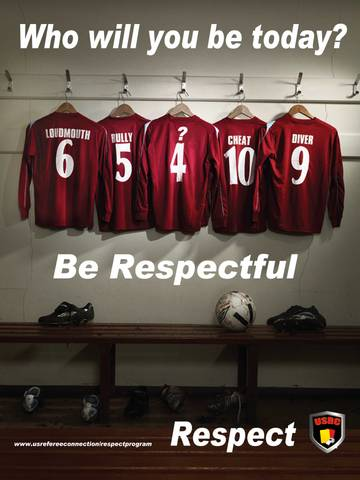 Who will you be today?
LOUDMOUTH
6
BULLY
5
?
4
CHEAT
10
DIVER
9
Be Respectful
www.usrefereeconnection\respectprogram
Respect
USRC